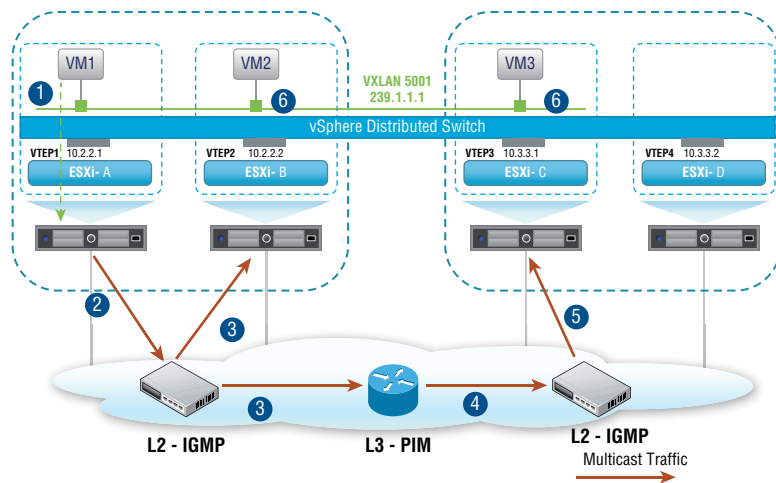 VM1
VM2
VM3
VXLAN 5001
239.1.1.1
1
6
6
vSphere Distributed Switch
VTEP1 10.2.2.1
VTEP2 10.2.2.2
VTEP3 10.3.3.1
VTEP4 10.3.3.2
ESXi- A
ESXi- B
ESXi- C
ESXi- D
2
3
5
3
4
L2 - IGMP
L3 - PIM
L2 - IGMP
Multicast Traffic